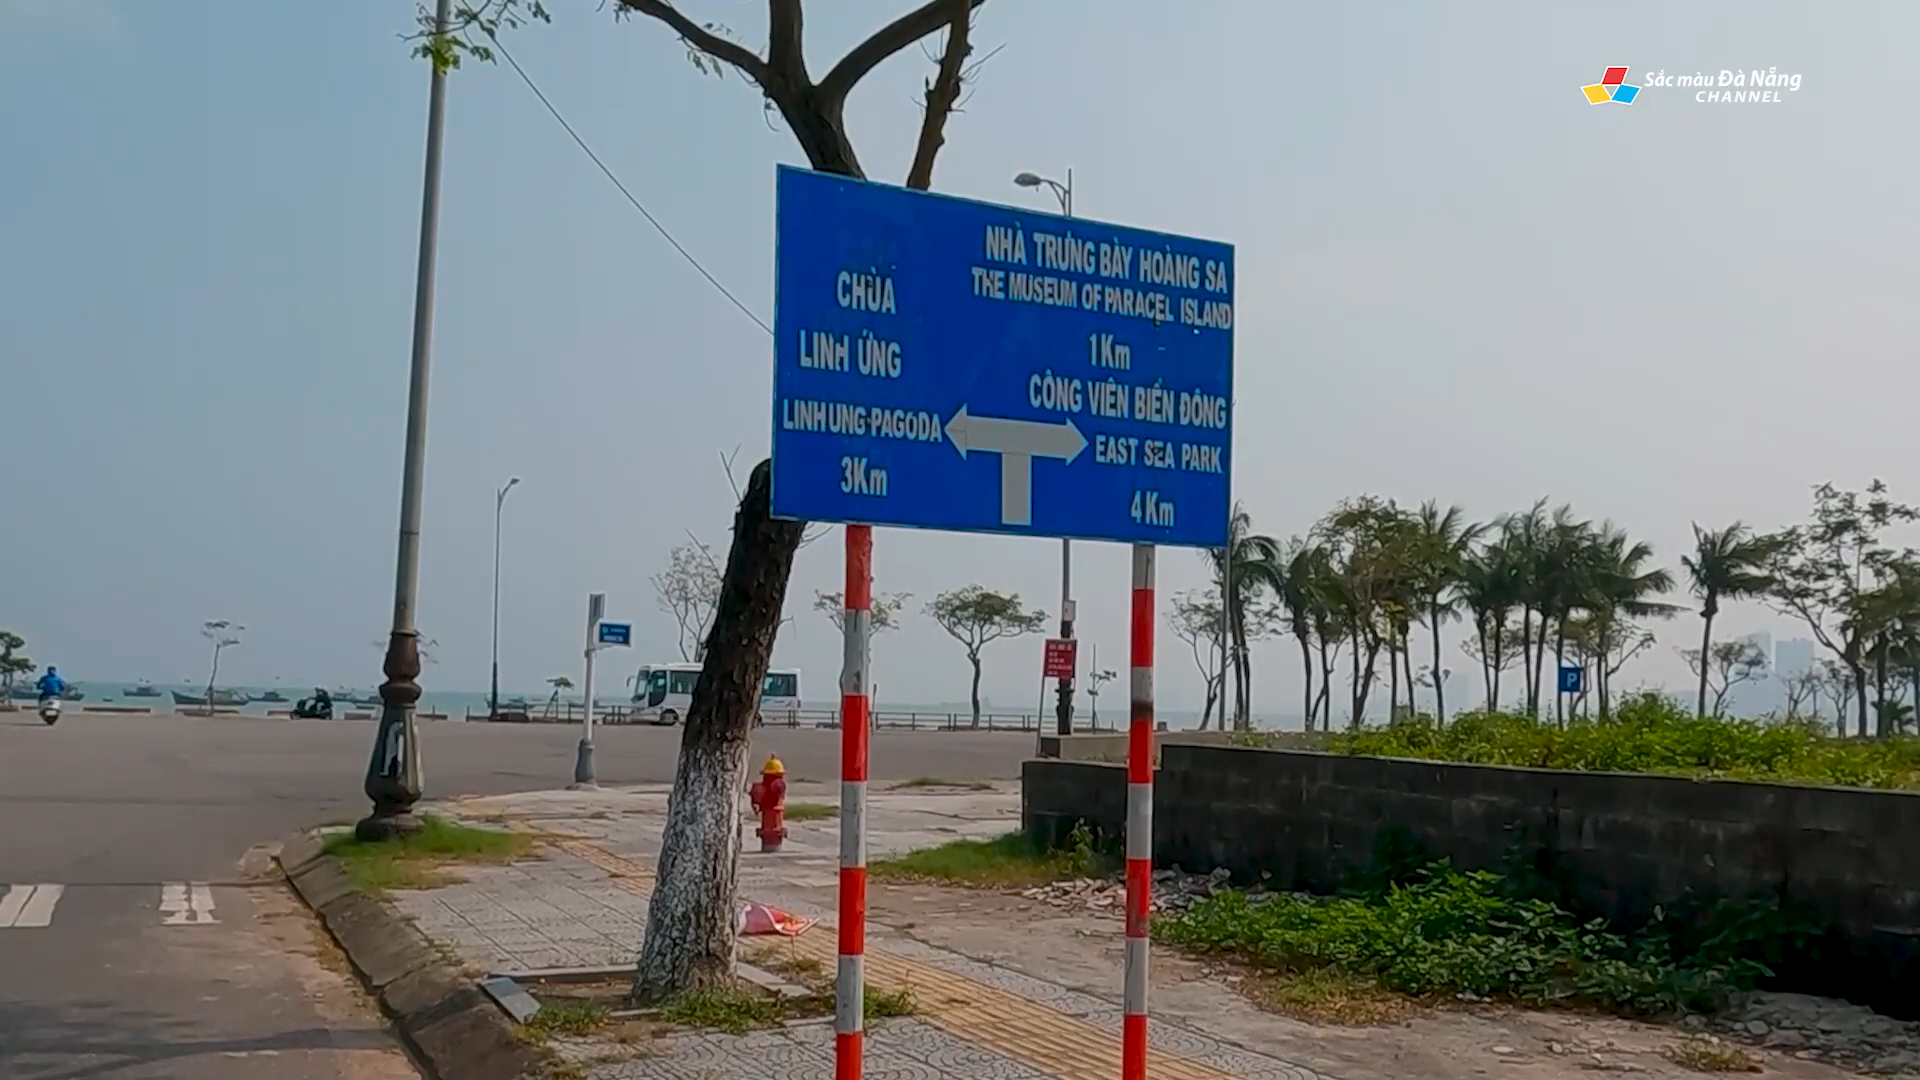 Sắc màu Đà Nẵng
CHANNEL
CHÙA
LINH ỨNG
LINH UNG PAGODA
3Km
NHÀ TRƯNG BÀY HOÀNG SA
THE MUSEUM OF PARACEL ISLAND
1Km
CÔNG VIÊN BIỂN ĐÔNG
EAST SEA PARK
4Km
P